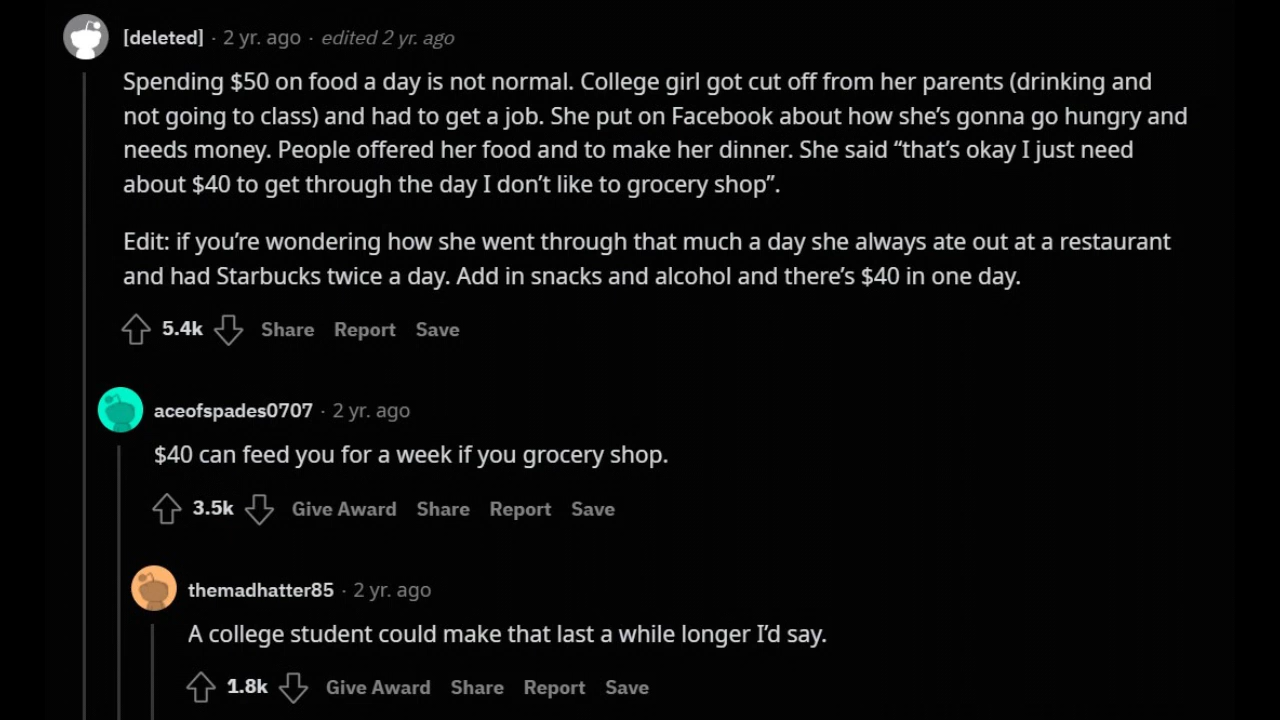 [deleted] · 2 yr. ago · edited 2 yr. ago
Spending $50 on food a day is not normal. College girl got cut off from her parents (drinking and
not going to class) and had to get a job. She put on Facebook about how she’s gonna go hungry and
needs money. People offered her food and to make her dinner. She said “that’s okay I just need
about $40 to get through the day I don’t like to grocery shop”.
Edit: if you’re wondering how she went through that much a day she always ate out at a restaurant
and had Starbucks twice a day. Add in snacks and alcohol and there’s $40 in one day.
5.4k Share Report Save
aceofspades0707 · 2 yr. ago
$40 can feed you for a week if you grocery shop.
3.5k Give Award Share Report Save
themadhatter85 · 2 yr. ago
A college student could make that last a while longer I’d say.
1.8k Give Award Share Report Save